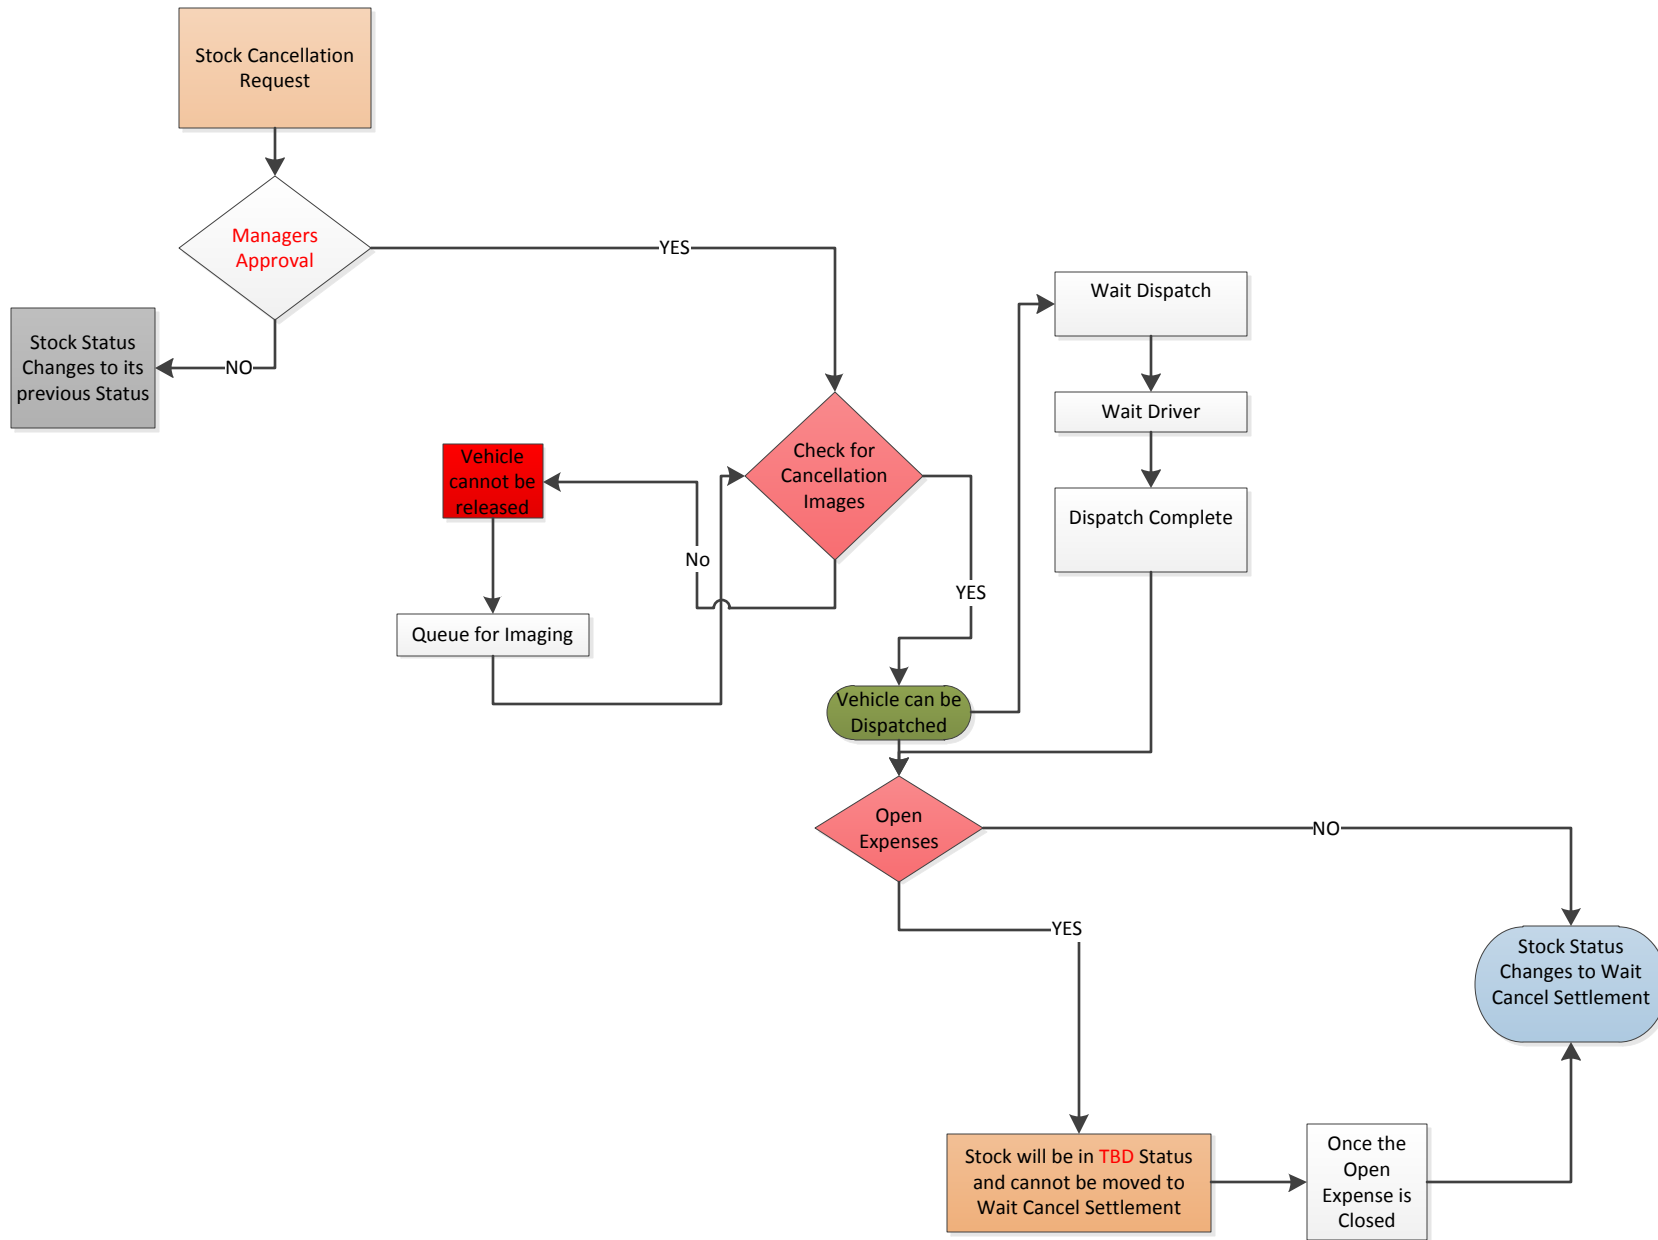 Stock Cancellation
Request
Managers
Approval
YES
NO
Stock Status
Changes to its
previous Status
Wait Dispatch
Wait Driver
Dispatch Complete
Check for
Cancellation
Images
Vehicle
cannot be
released
No
YES
Queue for Imaging
Vehicle can be
Dispatched
Open
Expenses
NO
YES
Stock Status
Changes to Wait
Cancel Settlement
Stock will be in TBD Status
and cannot be moved to
Wait Cancel Settlement
Once the
Open
Expense is
Closed